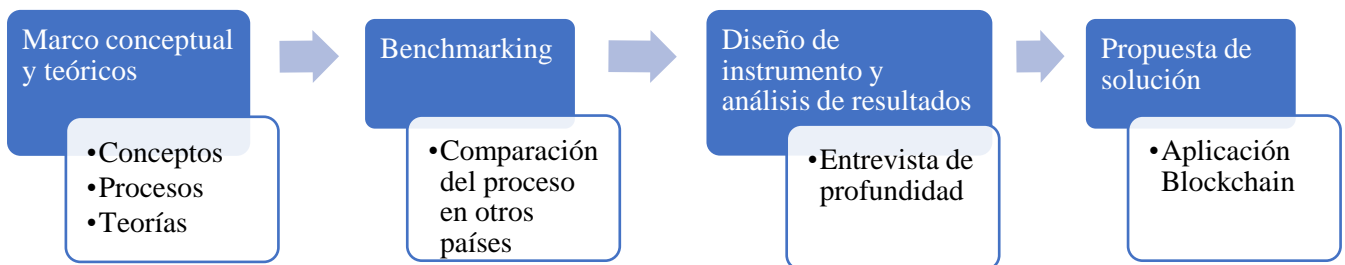 Marco conceptual
y teóricos
•Conceptos
•Procesos
•Teorías
Benchmarking
•Comparación
del proceso
en otros
países
Diseño de
instrumento y
análisis de resultados
•Entrevista de
profundidad
Propuesta de
solución
•Aplicación
Blockchain